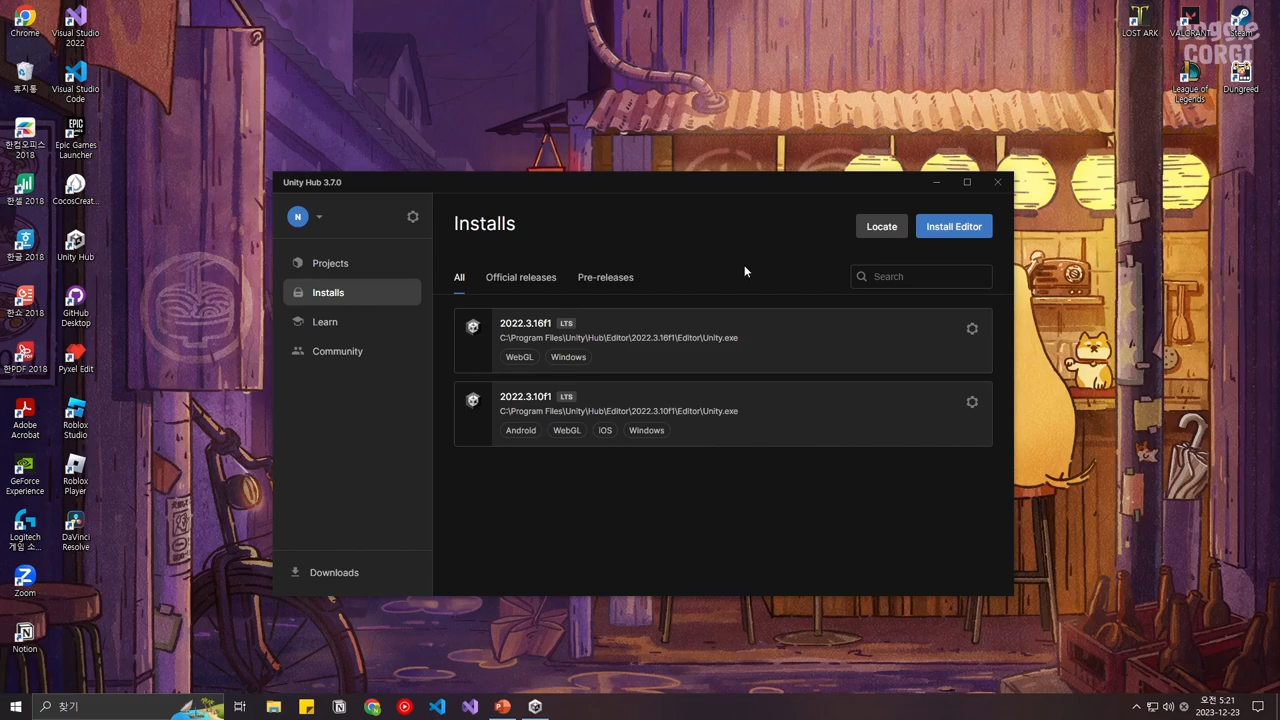 Chrome
Visual Studio 2022
휴지통
Visual Studio Code
한컴오피스 2018
Epic Games Launcher
한셀 2018
CocosCreat...
한글 2018
Unity Hub
한쇼 2018
GitHub Desktop
한PDF 2018
Pyxel Edit
Adobe Acrobat
Roblox Studio
GeForce Experience
Roblox Player
Logitech 게임 소...
DaVinci Resolve
Zoom
Notion
LOST ARK
VALORANT
Steam
League of Legends
Dungreed
Doggie
CORGI
Unity Hub 3.7.0
N
Projects
Installs
Learn
Community
Downloads
Installs
Locate
Install Editor
All
Official releases
Pre-releases
Search
2022.3.16f1 LTS
C:\Program Files\Unity\Hub\Editor\2022.3.16f1\Editor\Unity.exe
WebGL Windows
2022.3.10f1 LTS
C:\Program Files\Unity\Hub\Editor\2022.3.10f1\Editor\Unity.exe
Android WebGL iOS Windows
찾기
오전 5:21
2023-12-23